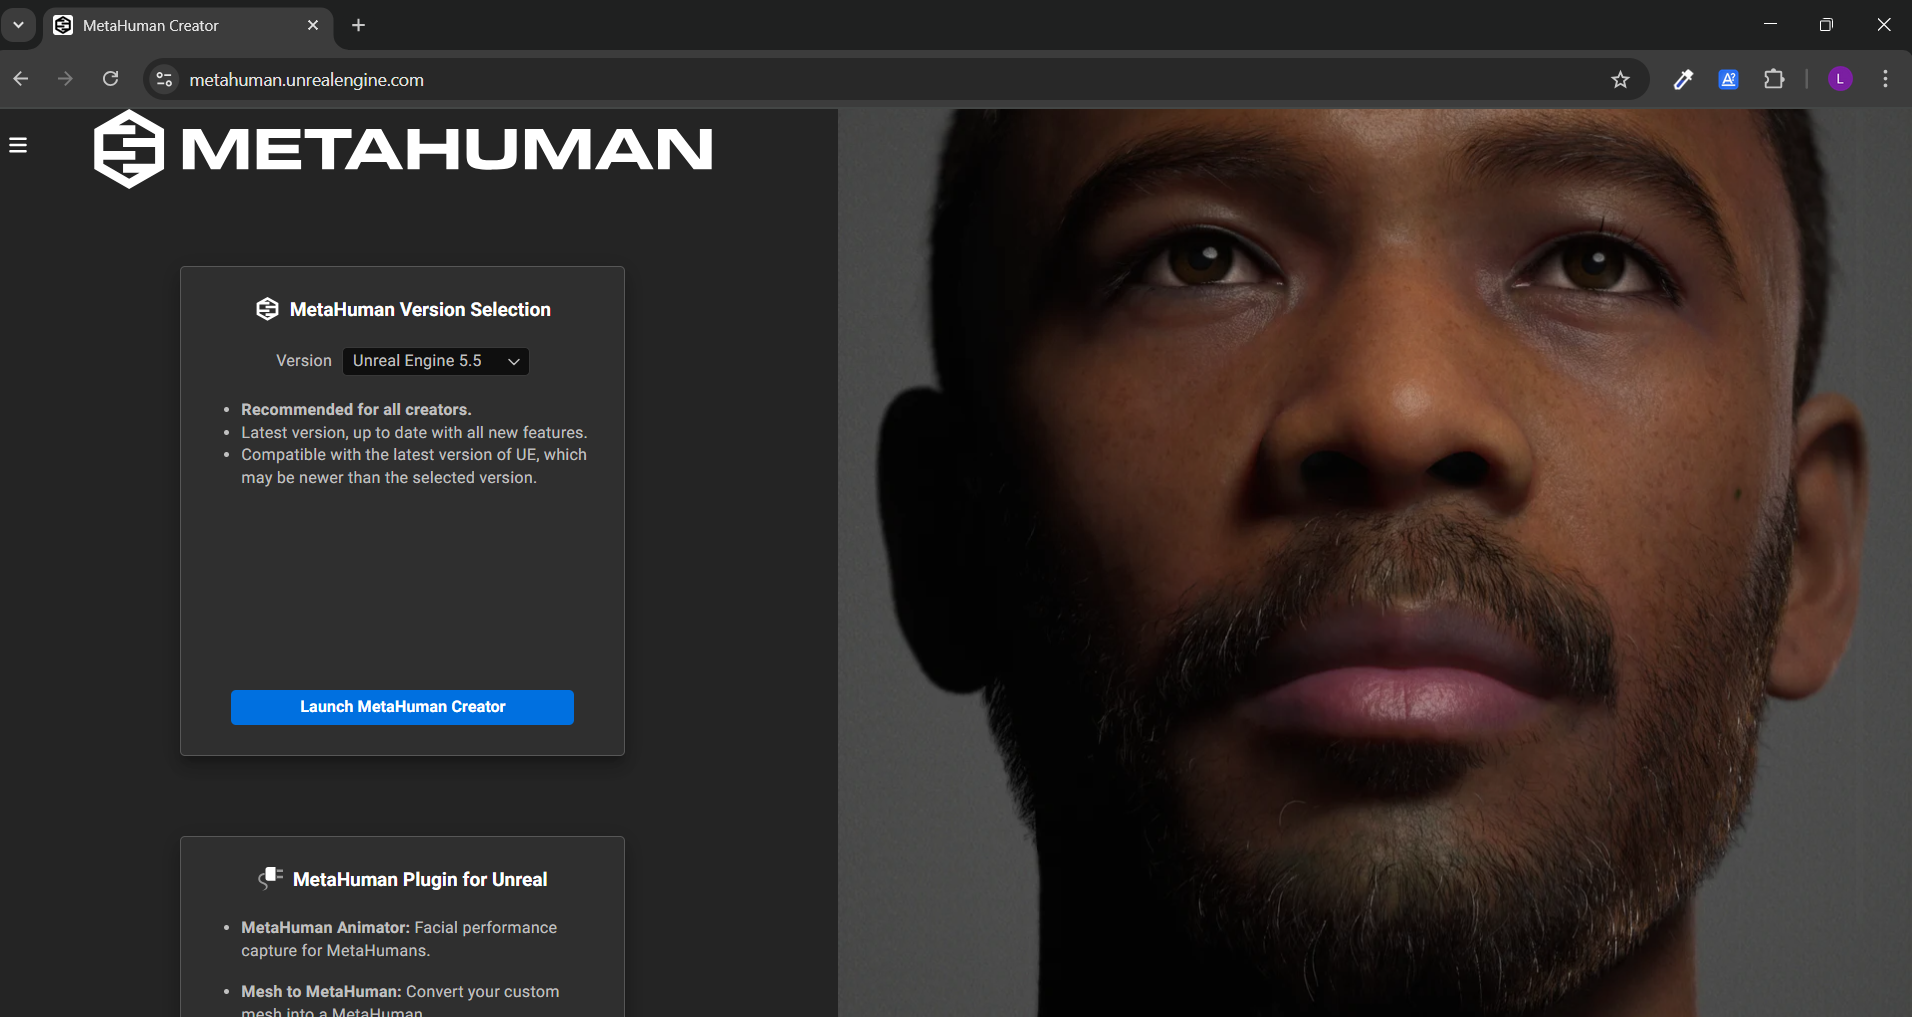 MetaHuman Creator
metahuman.unrealengine.com
L
METAHUMAN
MetaHuman Version Selection
Version Unreal Engine 5.5
Recommended for all creators.
Latest version, up to date with all new features.
Compatible with the latest version of UE, which
may be newer than the selected version.
Launch MetaHuman Creator
MetaHuman Plugin for Unreal
MetaHuman Animator: Facial performance
capture for MetaHumans.
Mesh to MetaHuman: Convert your custom
mesh into a MetaHuman